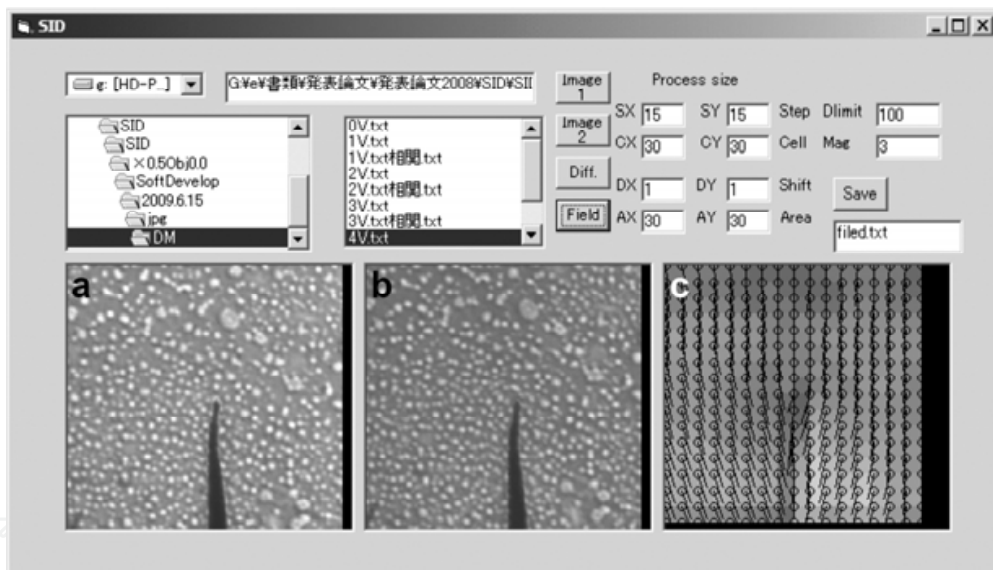 SID
g: [HD-P_]
G:¥e¥書類¥発表論文¥発表論文2008¥SID¥SII
SID
SID
×0.5Obj0.0
SoftDevelop
2009.6.15
jpg
DM
0V.txt
1V.txt
1V.txt相関.txt
2V.txt
2V.txt相関.txt
3V.txt
3V.txt相関.txt
4V.txt
Image 1
Image 2
Diff.
Field
Process size
SX 15 SY 15 Step Dlimit 100
CX 30 CY 30 Cell Mag 3
DX 1 DY 1 Shift
AX 30 AY 30 Area
Save
filed.txt
a
b
c